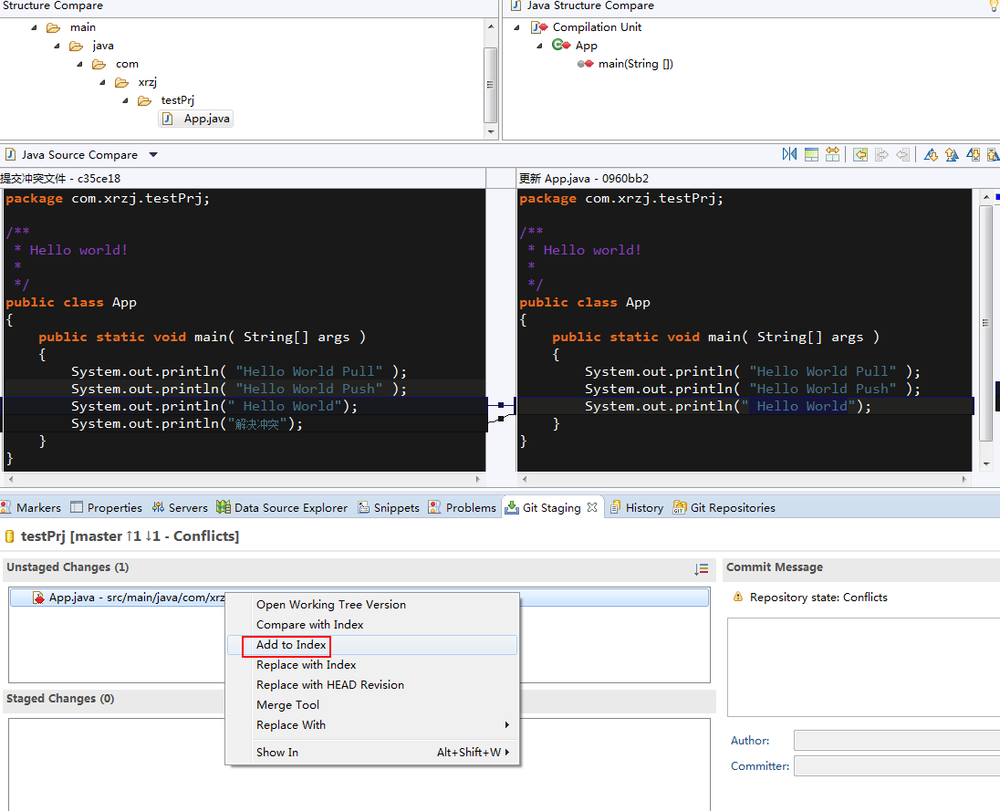 Structure Compare
main
java
com
xrzj
testPrj
App.java
Java Structure Compare
Compilation Unit
App
main(String [])
Java Source Compare
提交冲突文件 - c35ce18
package com.xrzj.testPrj;
/**
* Hello world!
*
*/
public class App
{
public static void main( String[] args )
{
System.out.println( "Hello World Pull" );
System.out.println( "Hello World Push" );
System.out.println(" Hello World");
System.out.println("解决冲突");
}
}
更新 App.java - 0960bb2
package com.xrzj.testPrj;
/**
* Hello world!
*
*/
public class App
{
public static void main( String[] args )
{
System.out.println( "Hello World Pull" );
System.out.println( "Hello World Push" );
System.out.println(" Hello World");
}
}
Markers Properties Servers Data Source Explorer Snippets Problems Git Staging History Git Repositories
testPrj [master ↑1 ↓1 - Conflicts]
Unstaged Changes (1)
App.java - src/main/java/com/xrz
Open Working Tree Version
Compare with Index
Add to Index
Replace with Index
Replace with HEAD Revision
Merge Tool
Replace With
Show In Alt+Shift+W
Staged Changes (0)
Commit Message
Repository state: Conflicts
Author:
Committer: